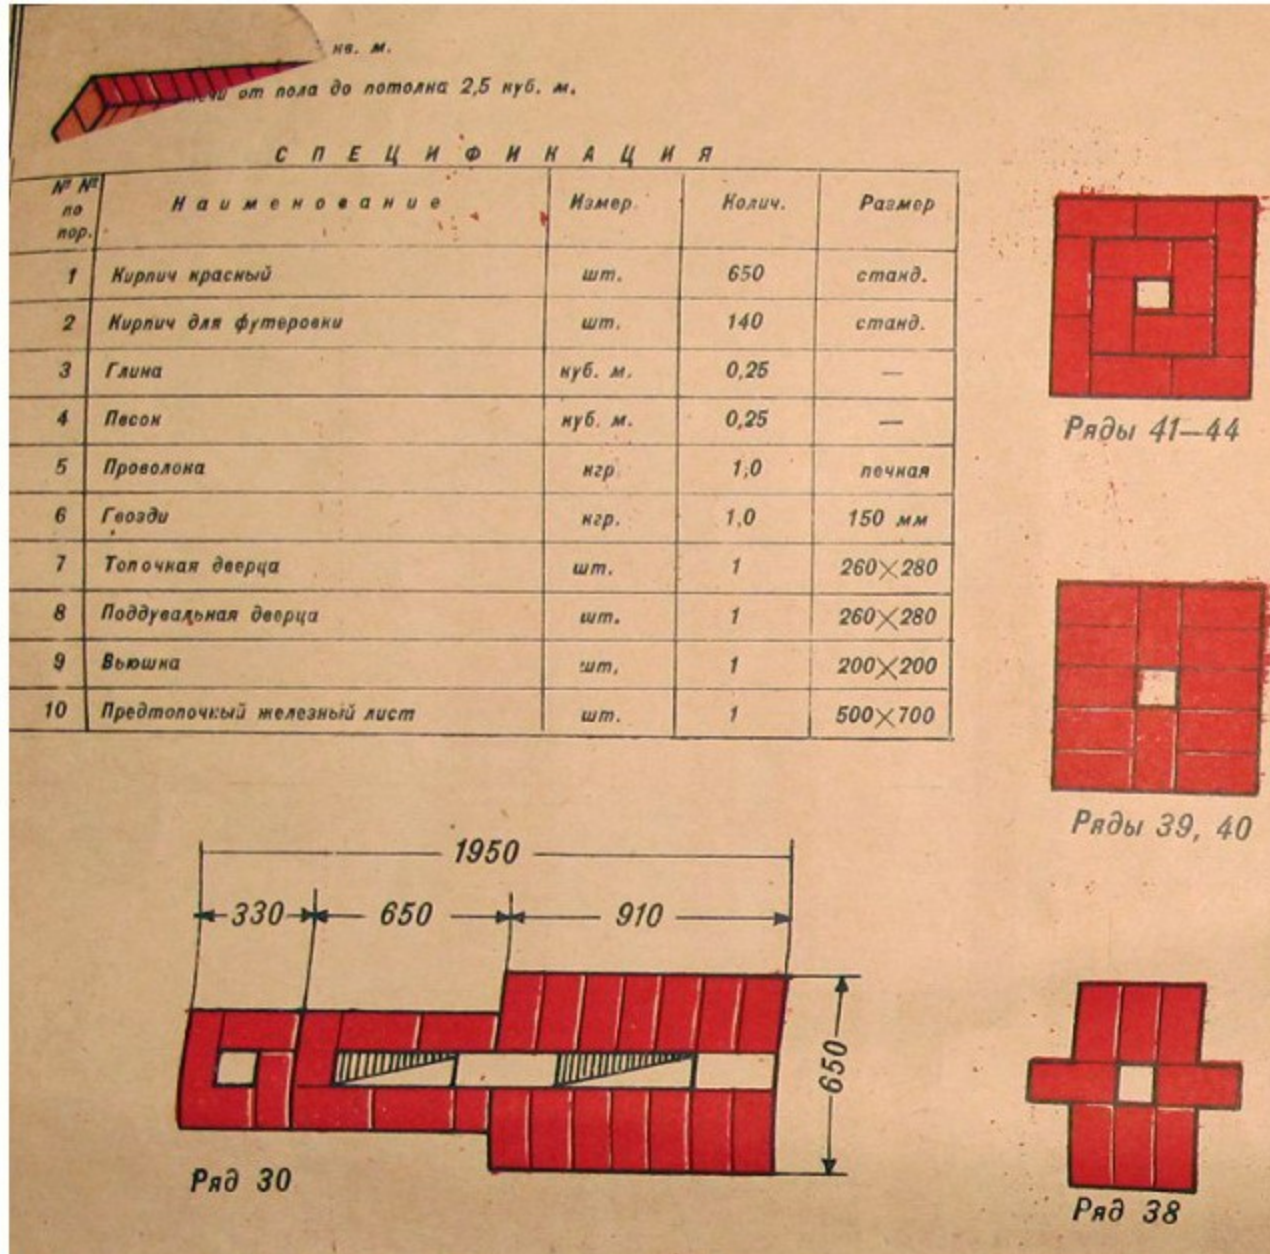 кв. м.
от пола до потолка 2,5 куб. м.
СПЕЦИФИКАЦИЯ
№ № по пор. Наименование Измер. Колич. Размер
1 Кирпич красный шт. 650 станд.
2 Кирпич для футеровки шт. 140 станд.
3 Глина куб. м. 0,25 —
4 Песок куб. м. 0,25 —
5 Проволока кгр. 1,0 печная
6 Гвозди кгр. 1,0 150 мм
7 Топочная дверца шт. 1 260×280
8 Поддувальная дверца шт. 1 260×280
9 Вьюшка шт. 1 200×200
10 Предтопочный железный лист шт. 1 500×700
Ряды 41—44
Ряды 39, 40
1950
330 650 910
650
Ряд 30
Ряд 38